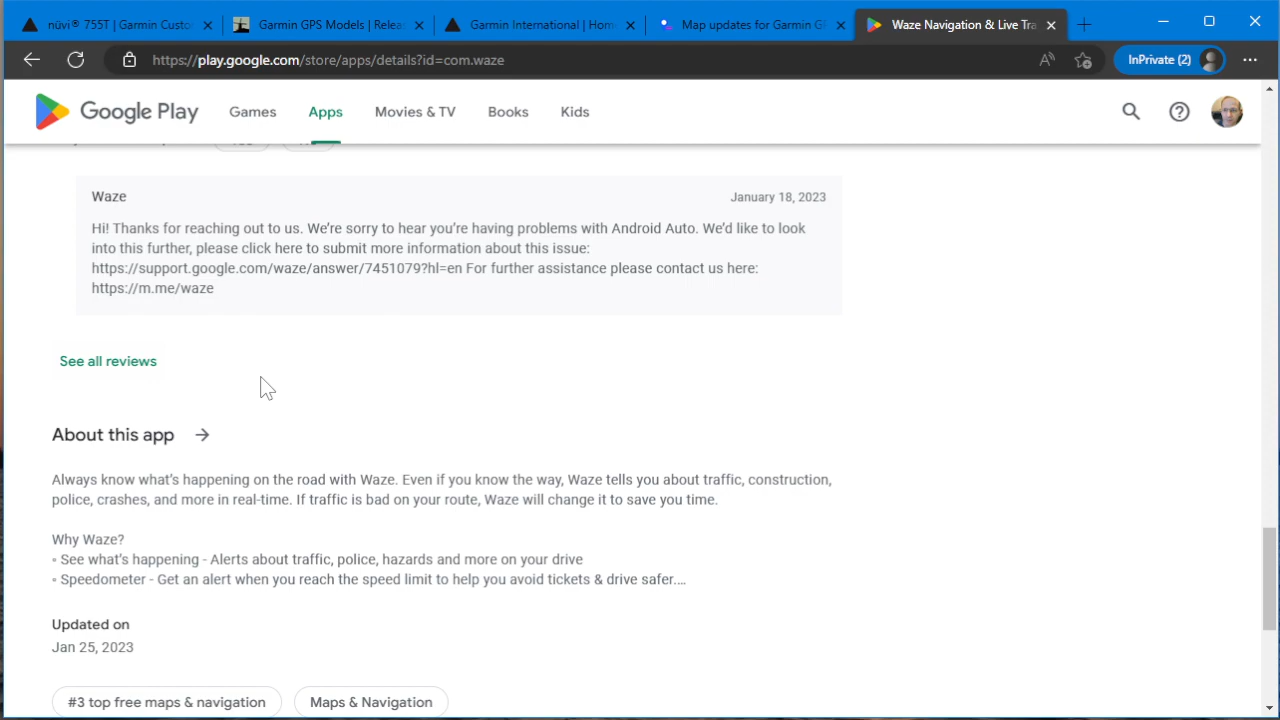 nüvi® 755T | Garmin Custo
Garmin GPS Models | Relea
Garmin International | Hom
Map updates for Garmin GP
Waze Navigation & Live Tra
https://play.google.com/store/apps/details?id=com.waze
InPrivate (2)
Google Play
Games
Apps
Movies & TV
Books
Kids
Waze
January 18, 2023
Hi! Thanks for reaching out to us. We're sorry to hear you're having problems with Android Auto. We'd like to look
into this further, please click here to submit more information about this issue:
https://support.google.com/waze/answer/7451079?hl=en For further assistance please contact us here:
https://m.me/waze
See all reviews
About this app
Always know what's happening on the road with Waze. Even if you know the way, Waze tells you about traffic, construction,
police, crashes, and more in real-time. If traffic is bad on your route, Waze will change it to save you time.
Why Waze?
◦ See what's happening - Alerts about traffic, police, hazards and more on your drive
◦ Speedometer - Get an alert when you reach the speed limit to help you avoid tickets & drive safer.…
Updated on
Jan 25, 2023
#3 top free maps & navigation
Maps & Navigation